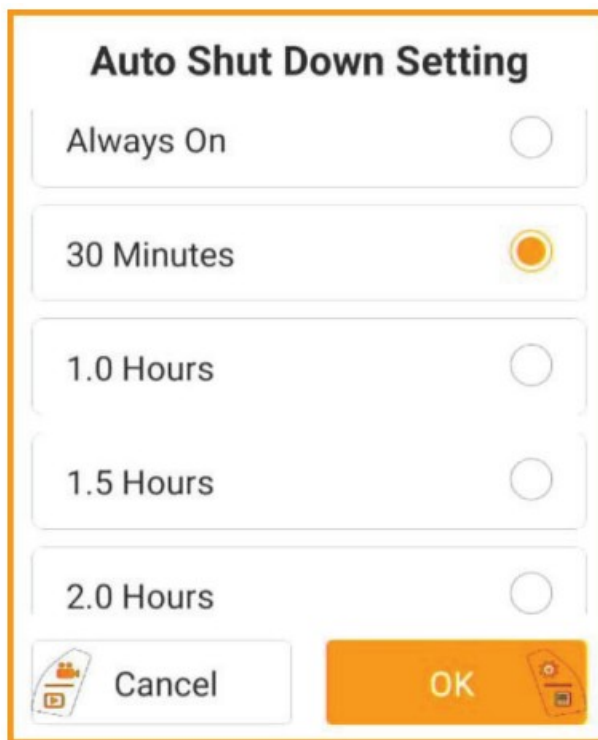 Auto Shut Down Setting
Always On
30 Minutes
1.0 Hours
1.5 Hours
2.0 Hours
Cancel
OK